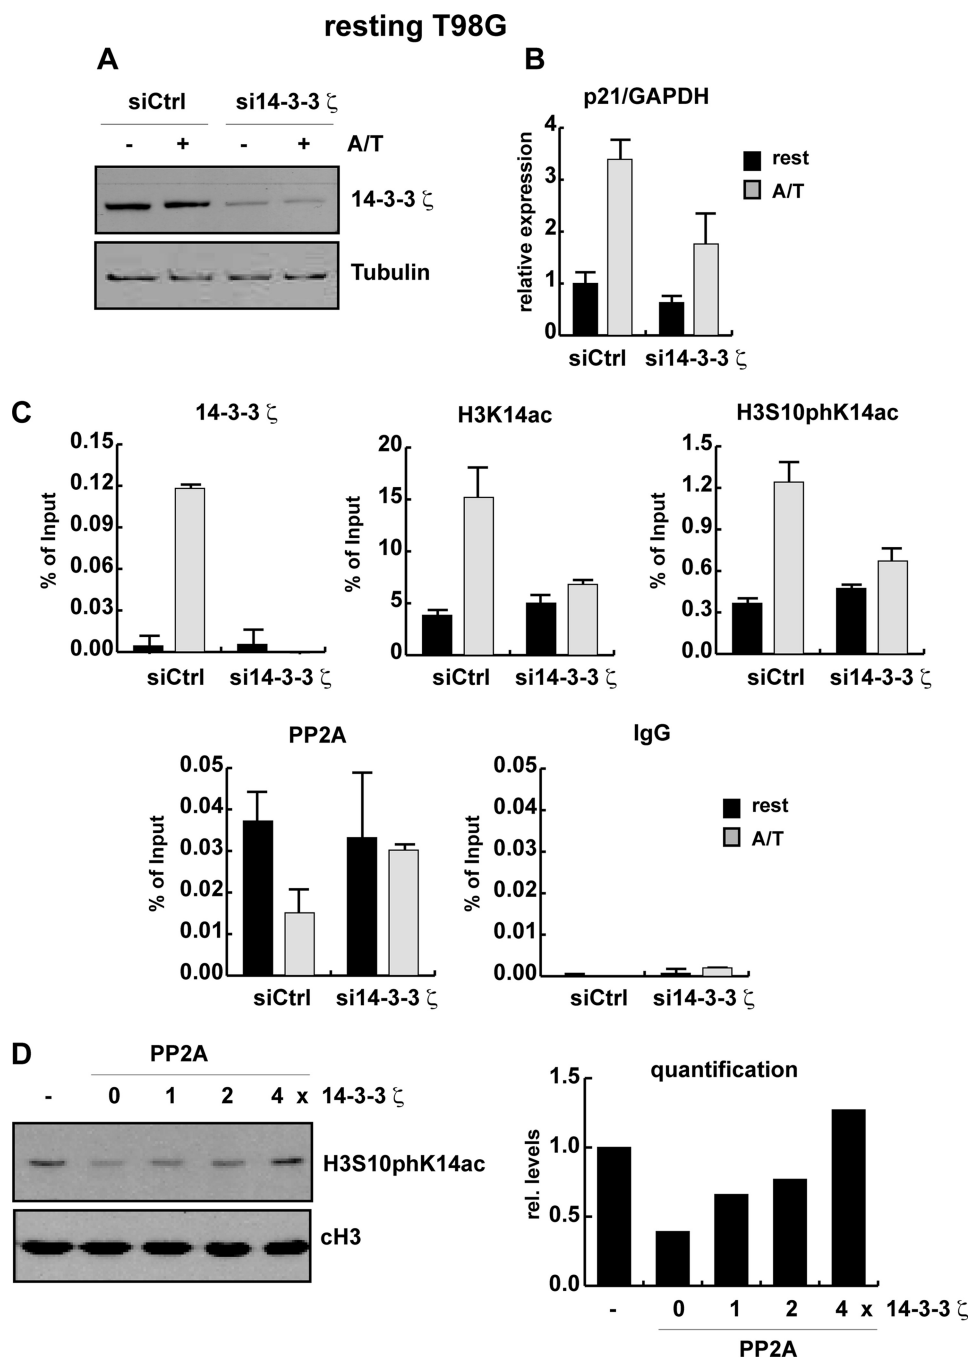 resting T98G
A
siCtrl si14-3-3 ζ
- + - + A/T
14-3-3 ζ
Tubulin
B
p21/GAPDH
relative expression
4
3
2
1
0
siCtrl si14-3-3 ζ
rest
A/T
C
14-3-3 ζ
% of Input
0.15
0.12
0.09
0.06
0.03
0.00
siCtrl si14-3-3 ζ
H3K14ac
% of Input
20
15
10
5
0
siCtrl si14-3-3 ζ
H3S10phK14ac
% of Input
1.5
1.2
0.9
0.6
0.3
0.0
siCtrl si14-3-3 ζ
PP2A
% of Input
0.05
0.04
0.03
0.02
0.01
0.00
siCtrl si14-3-3 ζ
IgG
% of Input
0.05
0.04
0.03
0.02
0.01
0.00
siCtrl si14-3-3 ζ
rest
A/T
D
PP2A
- 0 1 2 4 x 14-3-3 ζ
H3S10phK14ac
cH3
quantification
rel. levels
1.5
1.0
0.5
0.0
- 0 1 2 4 x 14-3-3 ζ
PP2A